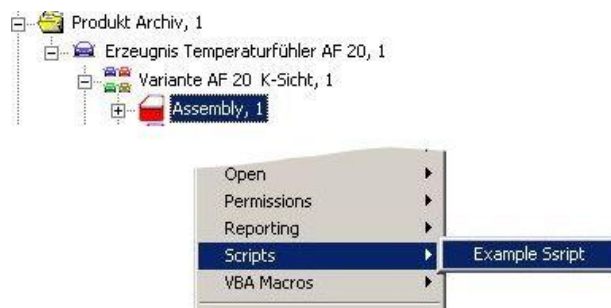 Produkt Archiv, 1
Erzeugnis Temperaturfühler AF 20, 1
Variante AF 20 K-Sicht, 1
Assembly, 1
Open
Permissions
Reporting
Scripts
Example Ssript
VBA Macros